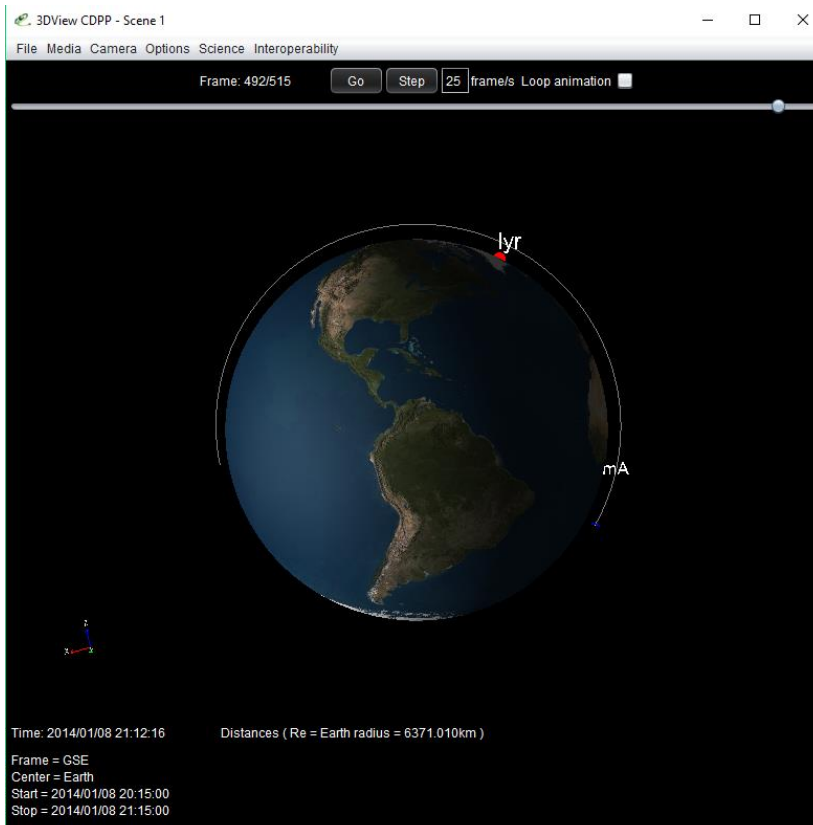 3DView CDPP - Scene 1
File Media Camera Options Science Interoperability
Frame: 492/515 Go Step 25 frame/s Loop animation
lyr
mA
z
Time: 2014/01/08 21:12:16 Distances ( Re = Earth radius = 6371.010km )
Frame = GSE
Center = Earth
Start = 2014/01/08 20:15:00
Stop = 2014/01/08 21:15:00